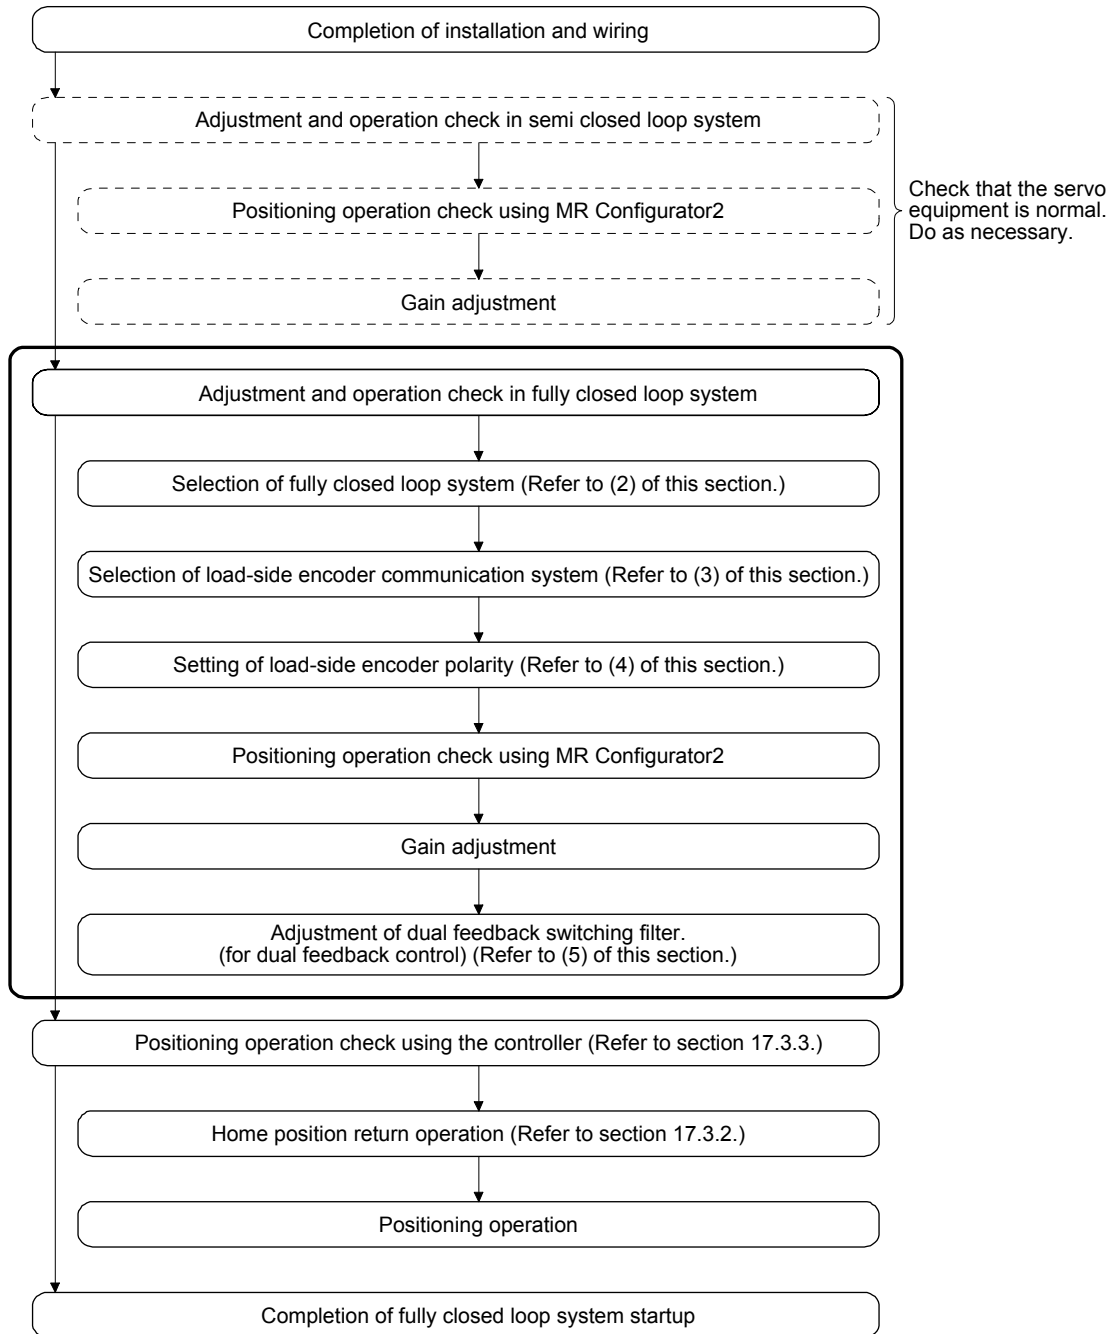 Completion of installation and wiring
Adjustment and operation check in semi closed loop system
Positioning operation check using MR Configurator2
Gain adjustment
Check that the servo
equipment is normal.
Do as necessary.
Adjustment and operation check in fully closed loop system
Selection of fully closed loop system (Refer to (2) of this section.)
Selection of load-side encoder communication system (Refer to (3) of this section.)
Setting of load-side encoder polarity (Refer to (4) of this section.)
Positioning operation check using MR Configurator2
Gain adjustment
Adjustment of dual feedback switching filter.
(for dual feedback control) (Refer to (5) of this section.)
Positioning operation check using the controller (Refer to section 17.3.3.)
Home position return operation (Refer to section 17.3.2.)
Positioning operation
Completion of fully closed loop system startup